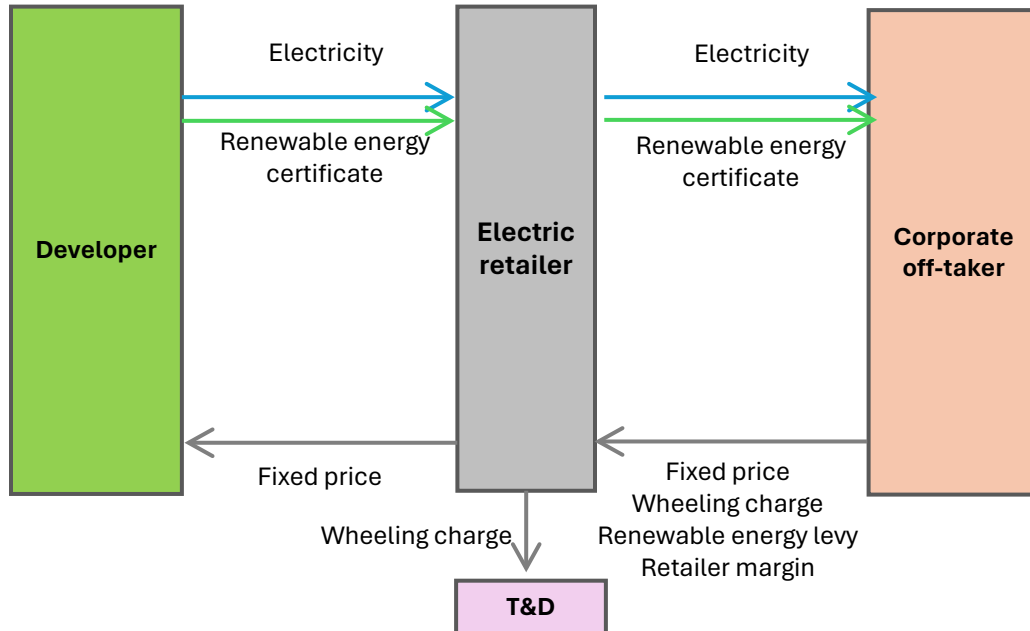 Electricity
Renewable energy
certificate
Electricity
Renewable energy
certificate
Developer
Electric
retailer
Corporate
off-taker
Fixed price
Fixed price
Wheeling charge
Renewable energy levy
Retailer margin
Wheeling charge
T&D